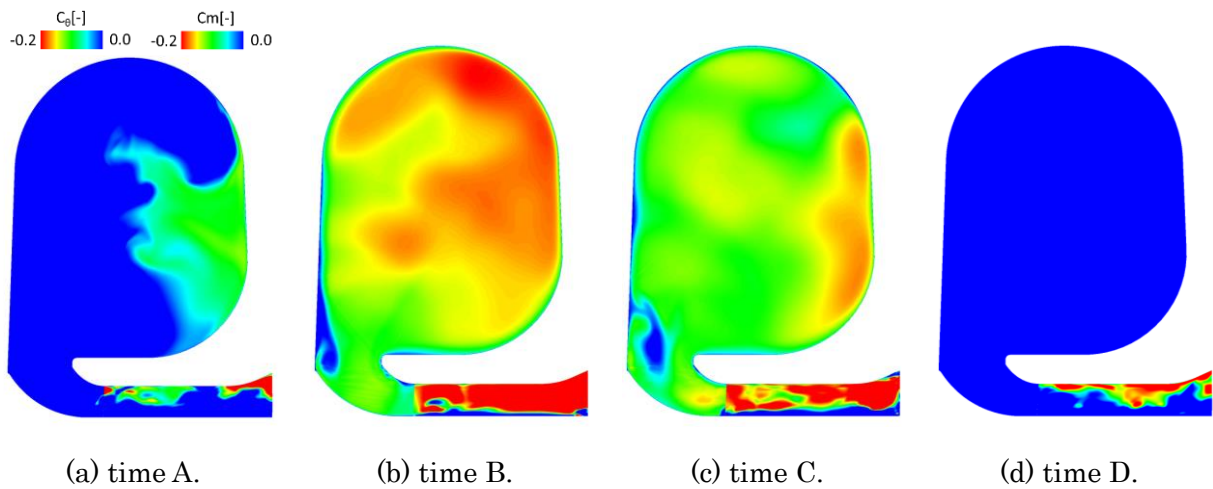 Cθ[-] Cm[-]
-0.2 0.0 -0.2 0.0
(a) time A. (b) time B. (c) time C. (d) time D.